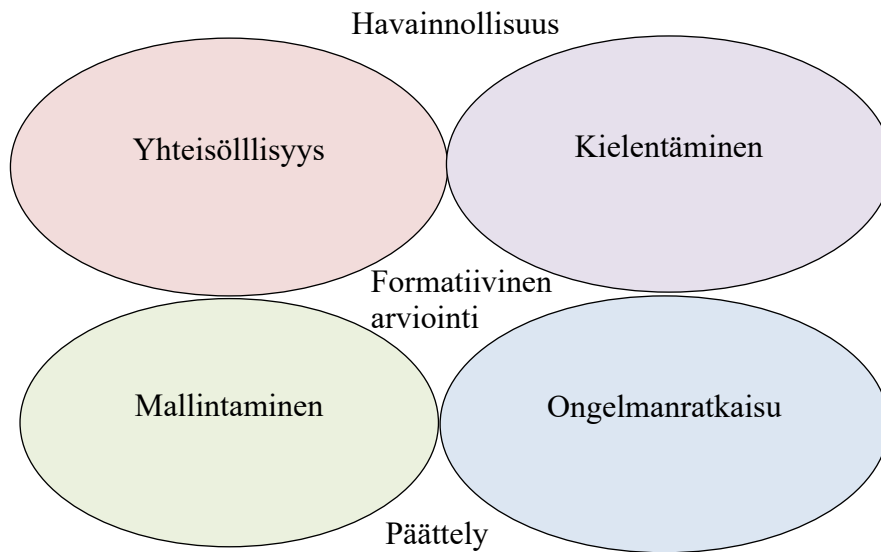 Havainnollisuus
Yhteisölllisyys
Kielentäminen
Formatiivinen
arviointi
Mallintaminen
Ongelmanratkaisu
Päättely